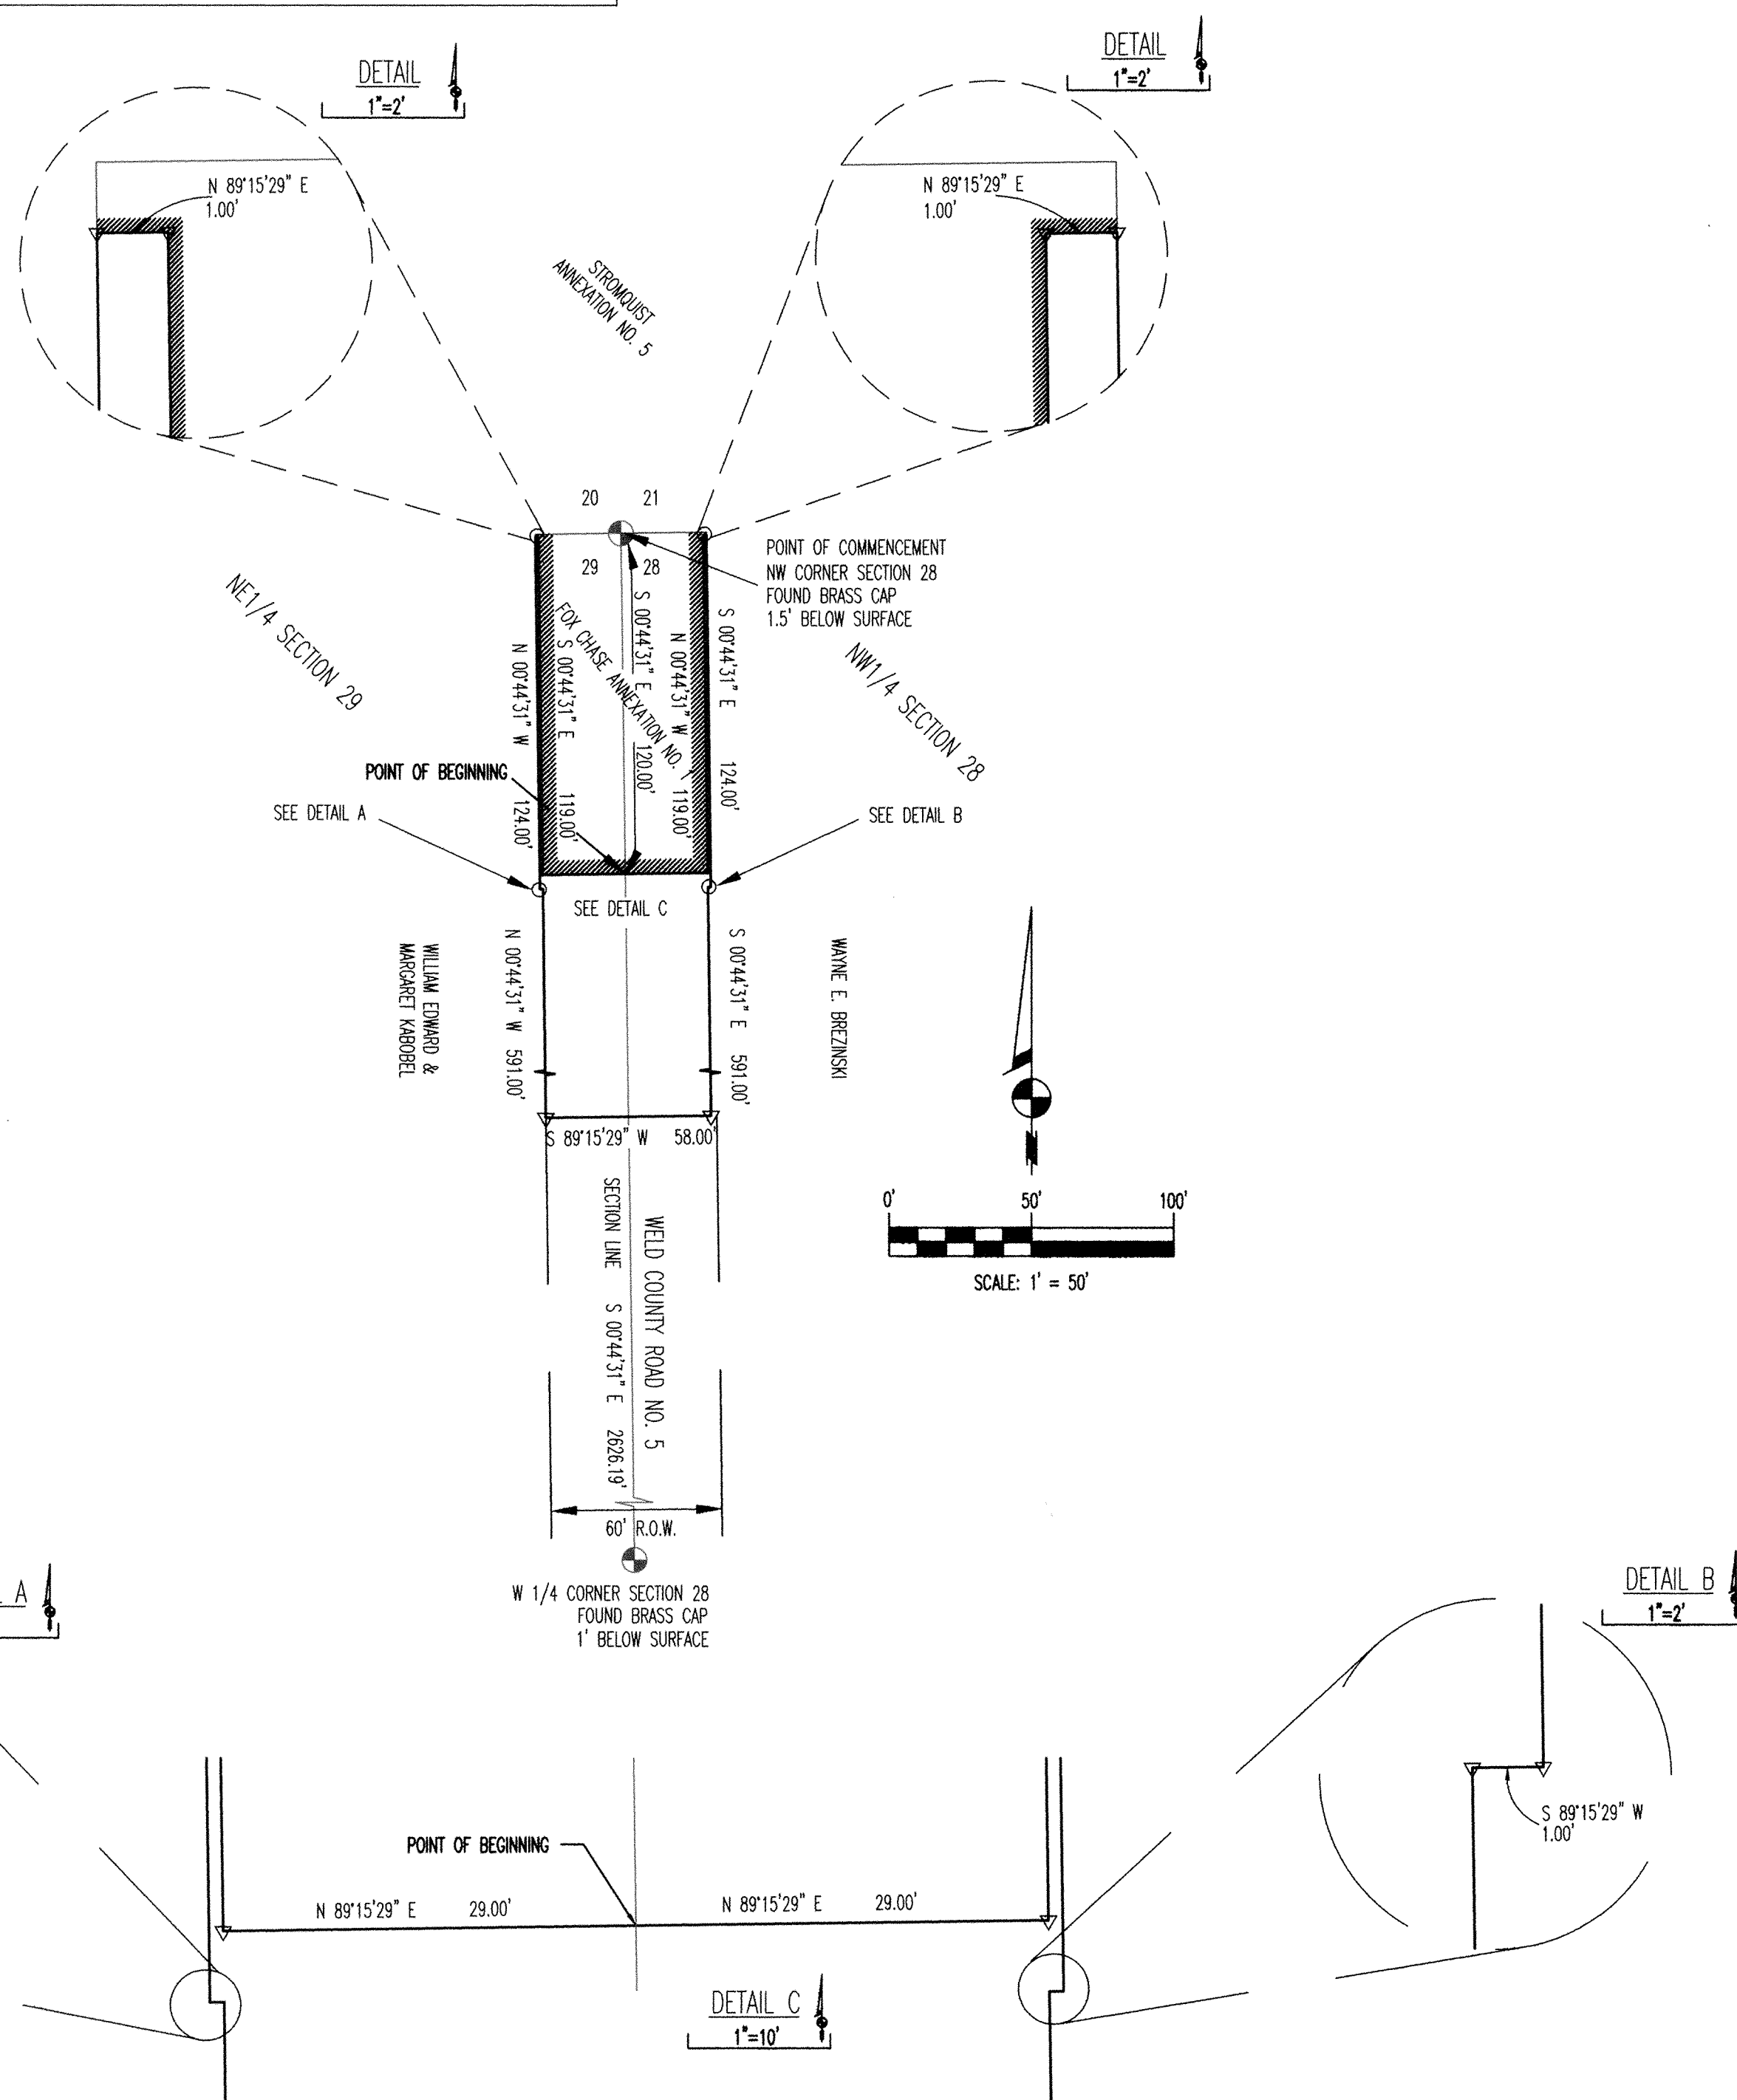 DETAIL
1"=2'
DETAIL
1"=2'
N 89°15'29" E
1.00'
N 89°15'29" E
1.00'
STROMQUIST
ANNEXATION NO. 5
20
21
29
28
POINT OF COMMENCEMENT
NW CORNER SECTION 28
FOUND BRASS CAP
1.5' BELOW SURFACE
NE1/4 SECTION 29
NW1/4 SECTION 28
N 00°44'31" W 124.00'
S 00°44'31" E 119.00'
FOX CHASE ANNEXATION NO. 1
S 00°44'31" E 120.00'
N 00°44'31" W 119.00'
S 00°44'31" E 124.00'
POINT OF BEGINNING
SEE DETAIL A
SEE DETAIL B
SEE DETAIL C
WILLIAM EDWARD &
MARGARET KABOBEL
N 00°44'31" W 591.00'
S 00°44'31" E 591.00'
WAYNE E. BREZINSKI
S 89°15'29" W 58.00'
SECTION LINE S 00°44'31" E 2626.19'
WELD COUNTY ROAD NO. 5
N
0' 50' 100'
SCALE: 1' = 50'
60' R.O.W.
W 1/4 CORNER SECTION 28
FOUND BRASS CAP
1' BELOW SURFACE
A
DETAIL B
1"=2'
S 89°15'29" W
1.00'
POINT OF BEGINNING
N 89°15'29" E 29.00'
N 89°15'29" E 29.00'
DETAIL C
1"=10'